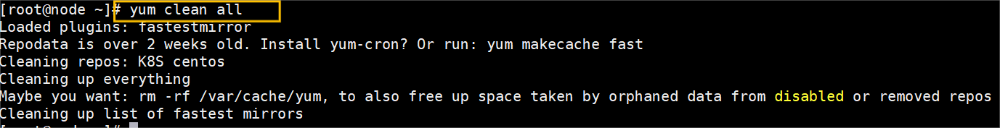 [root@node ~]# yum clean all
Loaded plugins: fastestmirror
Repodata is over 2 weeks old. Install yum-cron? Or run: yum makecache fast
Cleaning repos: K8S centos
Cleaning up everything
Maybe you want: rm -rf /var/cache/yum, to also free up space taken by orphaned data from disabled or removed repos
Cleaning up list of fastest mirrors
[root@node ~]#